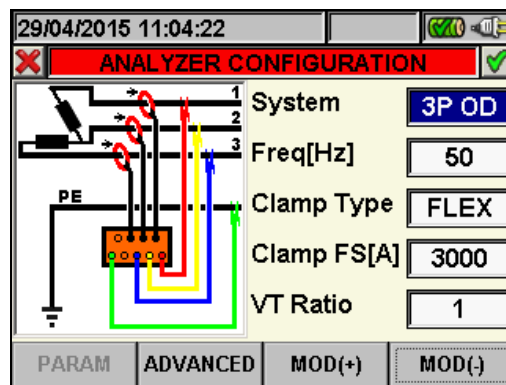 29/04/2015 11:04:22
ANALYZER CONFIGURATION
1
2
3
PE
System 3P OD
Freq[Hz] 50
Clamp Type FLEX
Clamp FS[A] 3000
VT Ratio 1
PARAM ADVANCED MOD(+) MOD(-)